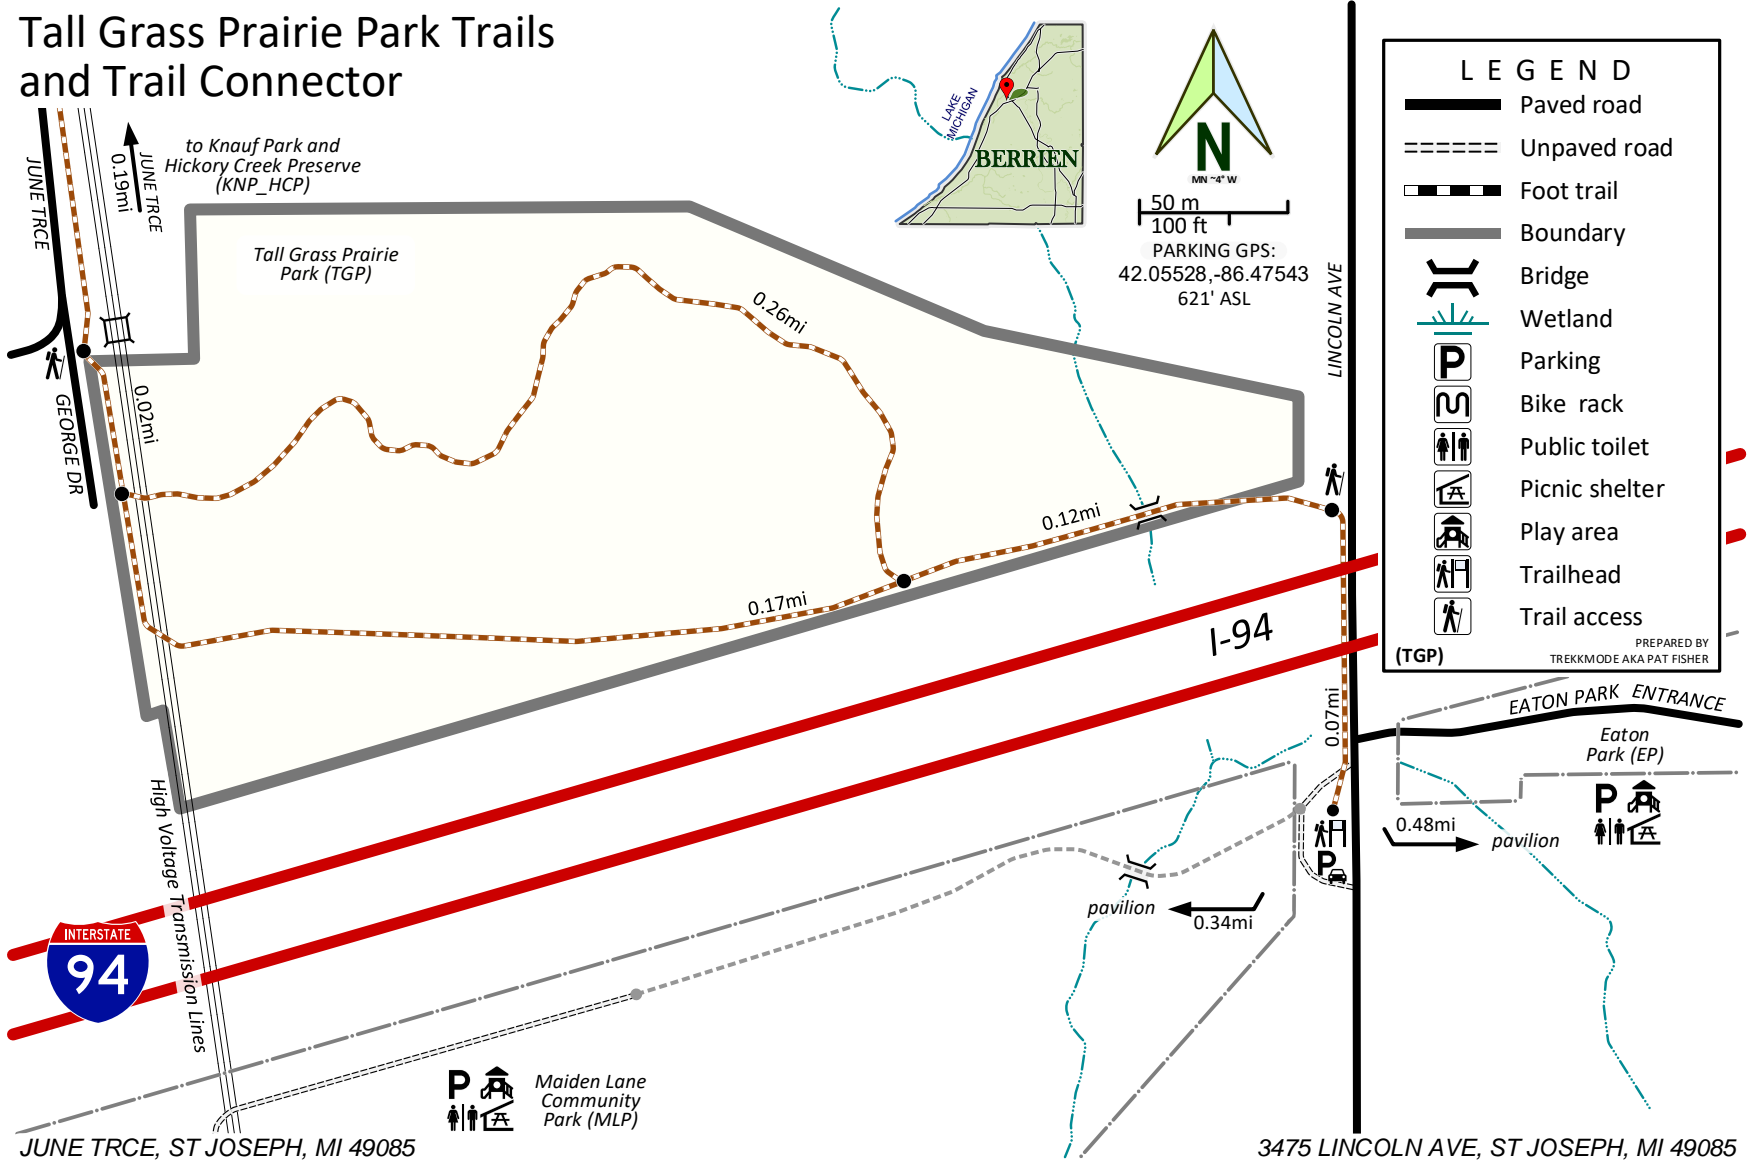 Tall Grass Prairie Park Trails
and Trail Connector
to Knauf Park and
Hickory Creek Preserve
(KNP_HCP)
JUNE TRCE
0.19mi
JUNE TRCE
Tall Grass Prairie
Park (TGP)
LAKE
MICHIGAN
BERRIEN
N
MN ~4° W
50 m
100 ft
PARKING GPS:
42.05528,-86.47543
621' ASL
LINCOLN AVE
LEGEND
Paved road
Unpaved road
Foot trail
Boundary
Bridge
Wetland
P
Parking
Bike rack
Public toilet
Picnic shelter
Play area
Trailhead
Trail access
PREPARED BY
(TGP)
TREKKMODE AKA PAT FISHER
0.26mi
0.02mi
GEORGE DR
0.12mi
0.17mi
I-94
0.07mi
EATON PARK ENTRANCE
Eaton
Park (EP)
P
0.48mi
pavilion
P
pavilion
0.34mi
High Voltage Transmission Lines
INTERSTATE
94
P
Maiden Lane
Community
Park (MLP)
JUNE TRCE, ST JOSEPH, MI 49085
3475 LINCOLN AVE, ST JOSEPH, MI 49085